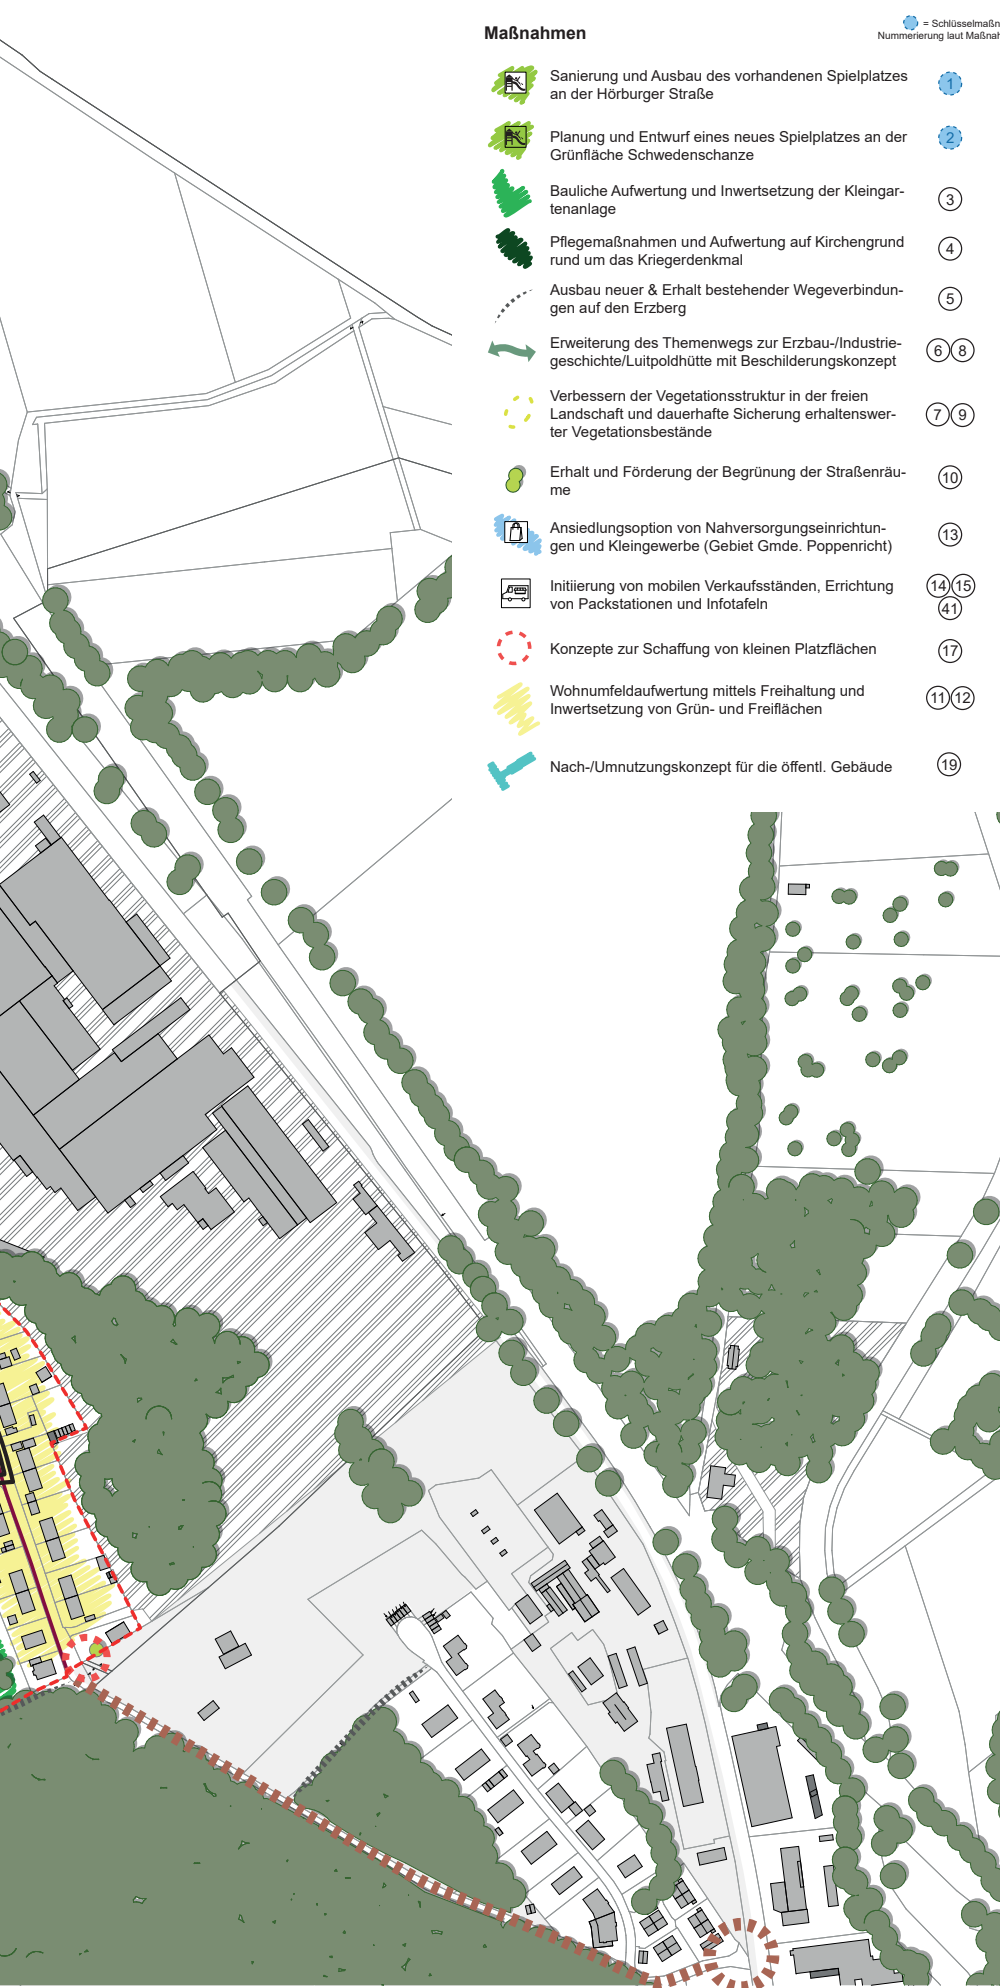 Maßnahmen
= Schlüsselmaßn
Nummerierung laut Maßnah
Sanierung und Ausbau des vorhandenen Spielplatzes
an der Hörburger Straße
1
Planung und Entwurf eines neues Spielplatzes an der
Grünfläche Schwedenschanze
2
Bauliche Aufwertung und Inwertsetzung der Kleingar-
tenanlage
3
Pflegemaßnahmen und Aufwertung auf Kirchengrund
rund um das Kriegerdenkmal
4
Ausbau neuer & Erhalt bestehender Wegeverbindun-
gen auf den Erzberg
5
Erweiterung des Themenwegs zur Erzbau-/Industrie-
geschichte/Luitpoldhütte mit Beschilderungskonzept
6 8
Verbessern der Vegetationsstruktur in der freien
Landschaft und dauerhafte Sicherung erhaltenswer-
ter Vegetationsbestände
7 9
Erhalt und Förderung der Begrünung der Straßenräu-
me
10
Ansiedlungsoption von Nahversorgungseinrichtun-
gen und Kleingewerbe (Gebiet Gmde. Poppenricht)
13
Initiierung von mobilen Verkaufsständen, Errichtung
von Packstationen und Infotafeln
14 15
41
Konzepte zur Schaffung von kleinen Platzflächen
17
Wohnumfeldaufwertung mittels Freihaltung und
Inwertsetzung von Grün- und Freiflächen
11 12
Nach-/Umnutzungskonzept für die öffentl. Gebäude
19